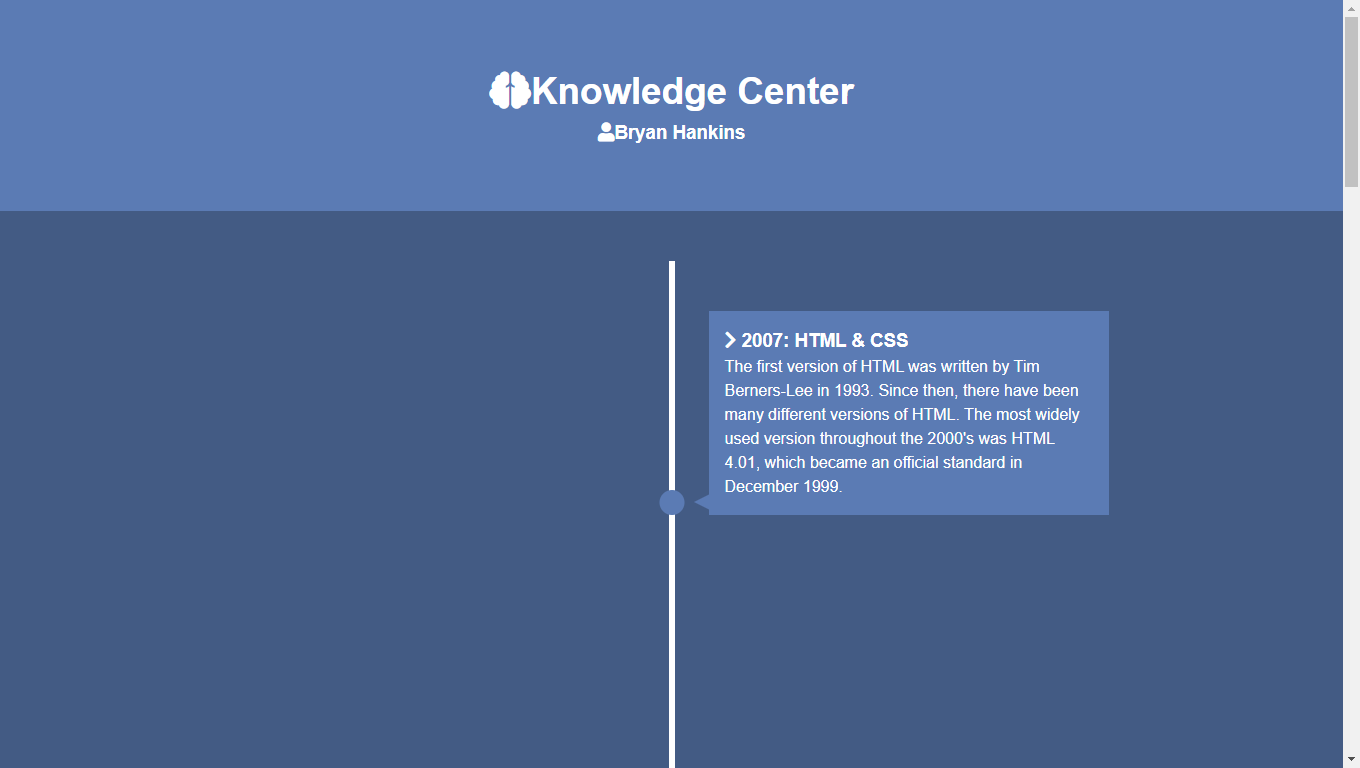 Knowledge Center
Bryan Hankins
2007: HTML & CSS
The first version of HTML was written by Tim
Berners-Lee in 1993. Since then, there have been
many different versions of HTML. The most widely
used version throughout the 2000's was HTML
4.01, which became an official standard in
December 1999.